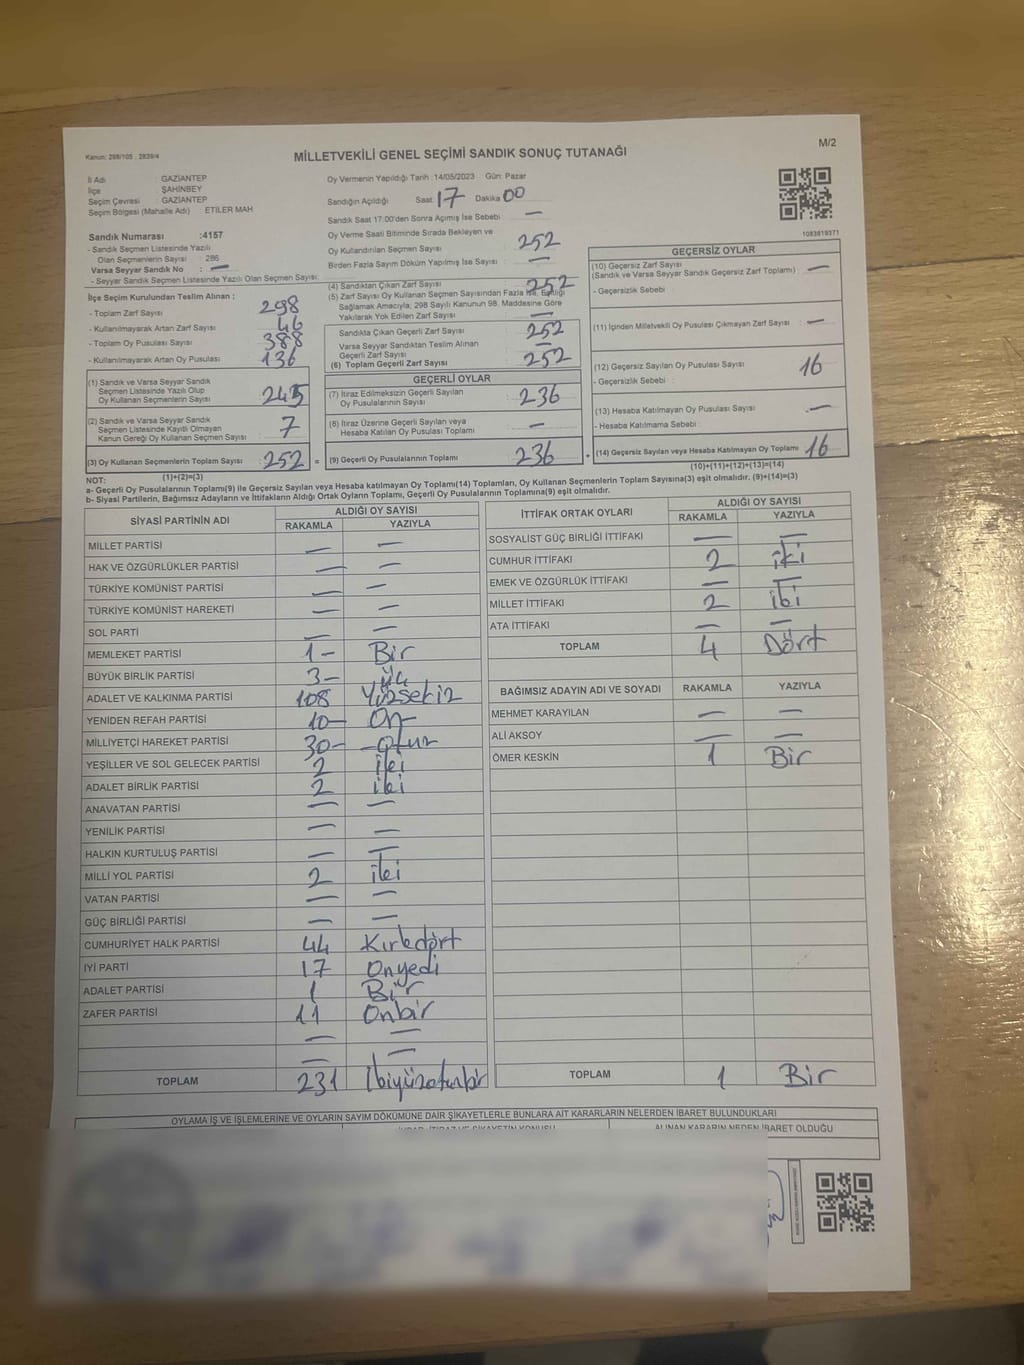 Kanun: 298/105 : 2839/4
MİLLETVEKİLİ GENEL SEÇİMİ SANDIK SONUÇ TUTANAĞI
M/2
İl Adı : GAZİANTEP
İlçe : ŞAHİNBEY
Seçim Çevresi : GAZİANTEP
Seçim Bölgesi (Mahalle Adı) : ETİLER MAH
Sandık Numarası :4157
- Sandık Seçmen Listesinde Yazılı
Olan Seçmenlerin Sayısı : 286
Varsa Seyyar Sandık No : —
- Seyyar Sandık Seçmen Listesinde Yazılı Olan Seçmen Sayısı:
Oy Vermenin Yapıldığı Tarih :14/05/2023 Gün: Pazar
Sandığın Açıldığı Saat 17 Dakika 00
Sandık Saat 17:00'den Sonra Açımış İse Sebebi : —
Oy Verme Saati Bitiminde Sırada Bekleyen ve
Oy Kullandırılan Seçmen Sayısı : 252
Birden Fazla Sayım Döküm Yapılmış İse Sayısı : —
1083819371
İlçe Seçim Kurulundan Teslim Alınan ;
- Toplam Zarf Sayısı : 298
- Kullanılmayarak Artan Zarf Sayısı : 46
- Toplam Oy Pusulası : 388
- Kullanılmayarak Artan Oy Pusulası : 136
(1) Sandık ve Varsa Seyyar Sandık
Seçmen Listesinde Yazılı Olup
Oy Kullanan Seçmenlerin Sayısı : 245
(2) Sandık ve Varsa Seyyar Sandık
Seçmen Listesinde Kayıtlı Olmayan
Kanun Gereği Oy Kullanan Seçmen Sayısı : 7
(3) Oy Kullanan Seçmenlerin Toplam Sayısı : 252 =
(1)+(2)=(3)
(4) Sandıktan Çıkan Zarf Sayısı : 252
(5) Zarf Sayısı Oy Kullanan Seçmen Sayısından Fazla ise, Eşitliği
Sağlamak Amacıyla, 298 Sayılı Kanunun 98. Maddesine Göre
Yakılarak Yok Edilen Zarf Sayısı : —
Sandıkta Çıkan Geçerli Zarf Sayısı : 252
Varsa Seyyar Sandıktan Teslim Alınan
Geçerli Zarf Sayısı : —
(6) Toplam Geçerli Zarf Sayısı : 252
GEÇERLİ OYLAR
(7) İtiraz Edilmeksizin Geçerli Sayılan
Oy Pusulalarının Sayısı : 236
(8) İtiraz Üzerine Geçerli Sayılan veya
Hesaba Katılan Oy Pusulası Toplamı : —
(9) Geçerli Oy Pusulalarının Toplamı : 236 +
GEÇERSİZ OYLAR
(10) Geçersiz Zarf Sayısı
(Sandık ve Varsa Seyyar Sandık Geçersiz Zarf Toplamı) : —
- Geçersizlik Sebebi :
(11) İçinden Milletvekili Oy Pusulası Çıkmayan Zarf Sayısı : —
(12) Geçersiz Sayılan Oy Pusulası Sayısı : 16
- Geçersizlik Sebebi :
(13) Hesaba Katılmayan Oy Pusulası Sayısı : —
- Hesaba Katılmama Sebebi :
(14) Geçersiz Sayılan veya Hesaba Katılmayan Oy Toplamı : 16
(10)+(11)+(12)+(13)=(14)
NOT:
a- Geçerli Oy Pusulalarının Toplamı(9) ile Geçersiz Sayılan veya Hesaba katılmayan Oy Toplamı(14) Toplamları, Oy Kullanan Seçmenlerin Toplam Sayısına(3) eşit olmalıdır. (9)+(14)=(3)
b- Siyasi Partilerin, Bağımsız Adayların ve İttifakların Aldığı Ortak Oyların Toplamı, Geçerli Oy Pusulalarının Toplamına(9) eşit olmalıdır.
SİYASİ PARTİNİN ADI ALDIĞI OY SAYISI
RAKAMLA YAZIYLA
MİLLET PARTİSİ — —
HAK VE ÖZGÜRLÜKLER PARTİSİ — —
TÜRKİYE KOMÜNİST PARTİSİ — —
TÜRKİYE KOMÜNİST HAREKETİ — —
SOL PARTİ — —
MEMLEKET PARTİSİ 1- Bir
BÜYÜK BİRLİK PARTİSİ 3- Üç
ADALET VE KALKINMA PARTİSİ 108 Yüzsekiz
YENİDEN REFAH PARTİSİ 10- On
MİLLİYETÇİ HAREKET PARTİSİ 30- -otuz
YEŞİLLER VE SOL GELECEK PARTİSİ 2 iki
ADALET BİRLİK PARTİSİ 2 iki
ANAVATAN PARTİSİ — —
YENİLİK PARTİSİ — —
HALKIN KURTULUŞ PARTİSİ — —
MİLLİ YOL PARTİSİ 2 iki
VATAN PARTİSİ — —
GÜÇ BİRLİĞİ PARTİSİ — —
CUMHURİYET HALK PARTİSİ 44 Kırkdört
İYİ PARTİ 17 Onyedi
ADALET PARTİSİ 1 Bir
ZAFER PARTİSİ 11 Onbir
— —
— —
TOPLAM 231 İkiyüzotuzbir
İTTİFAK ORTAK OYLARI ALDIĞI OY SAYISI
RAKAMLA YAZIYLA
SOSYALİST GÜÇ BİRLİĞİ İTTİFAKI — —
CUMHUR İTTİFAKI 2 iki
EMEK VE ÖZGÜRLÜK İTTİFAKI — —
MİLLET İTTİFAKI 2 iki
ATA İTTİFAKI — —
TOPLAM 4 Dört
BAĞIMSIZ ADAYIN ADI VE SOYADI RAKAMLA YAZIYLA
MEHMET KARAYILAN — —
ALİ AKSOY — —
ÖMER KESKİN 1 Bir
TOPLAM 1 Bir
OYLAMA İŞ VE İŞLEMLERİNE VE OYLARIN SAYIM DÖKÜMÜNE DAİR ŞİKAYETLERLE BUNLARA AİT KARARLARIN NELERDEN İBARET BULUNDUKLARI
ALINAN KARARIN NEDEN İBARET OLDUĞU